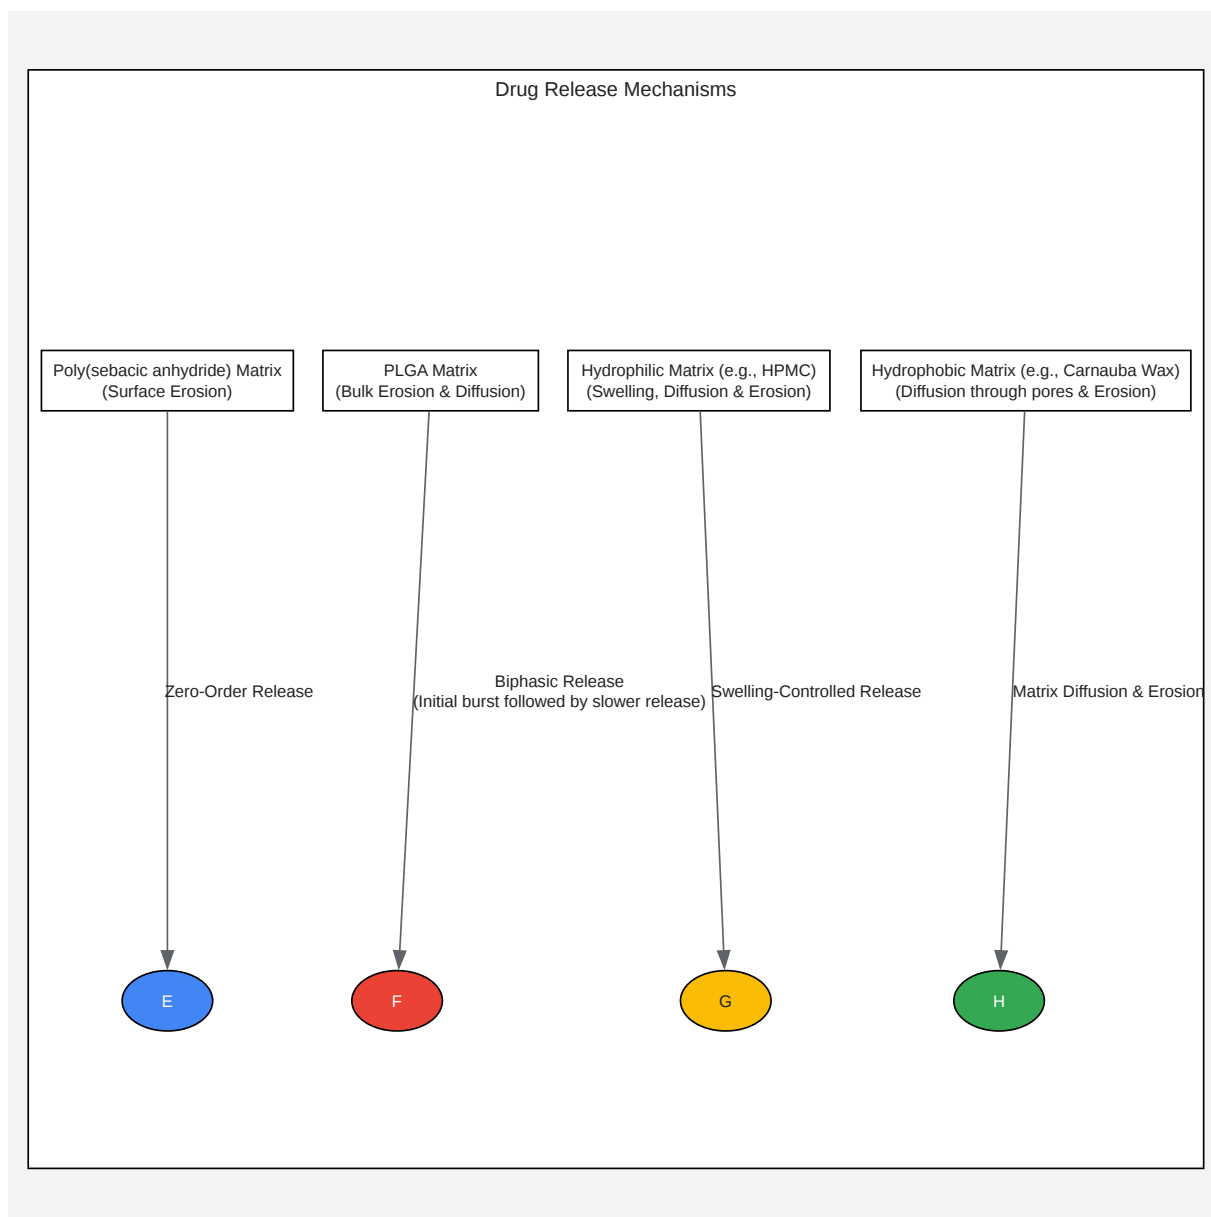 Drug Release Mechanisms
Poly(sebacic anhydride) Matrix
(Surface Erosion)
PLGA Matrix
(Bulk Erosion & Diffusion)
Hydrophilic Matrix (e.g., HPMC)
(Swelling, Diffusion & Erosion)
Hydrophobic Matrix (e.g., Carnauba Wax)
(Diffusion through pores & Erosion)
Zero-Order Release
Biphasic Release
(Initial burst followed by slower release)
Swelling-Controlled Release
Matrix Diffusion & Erosion
E
F
G
H